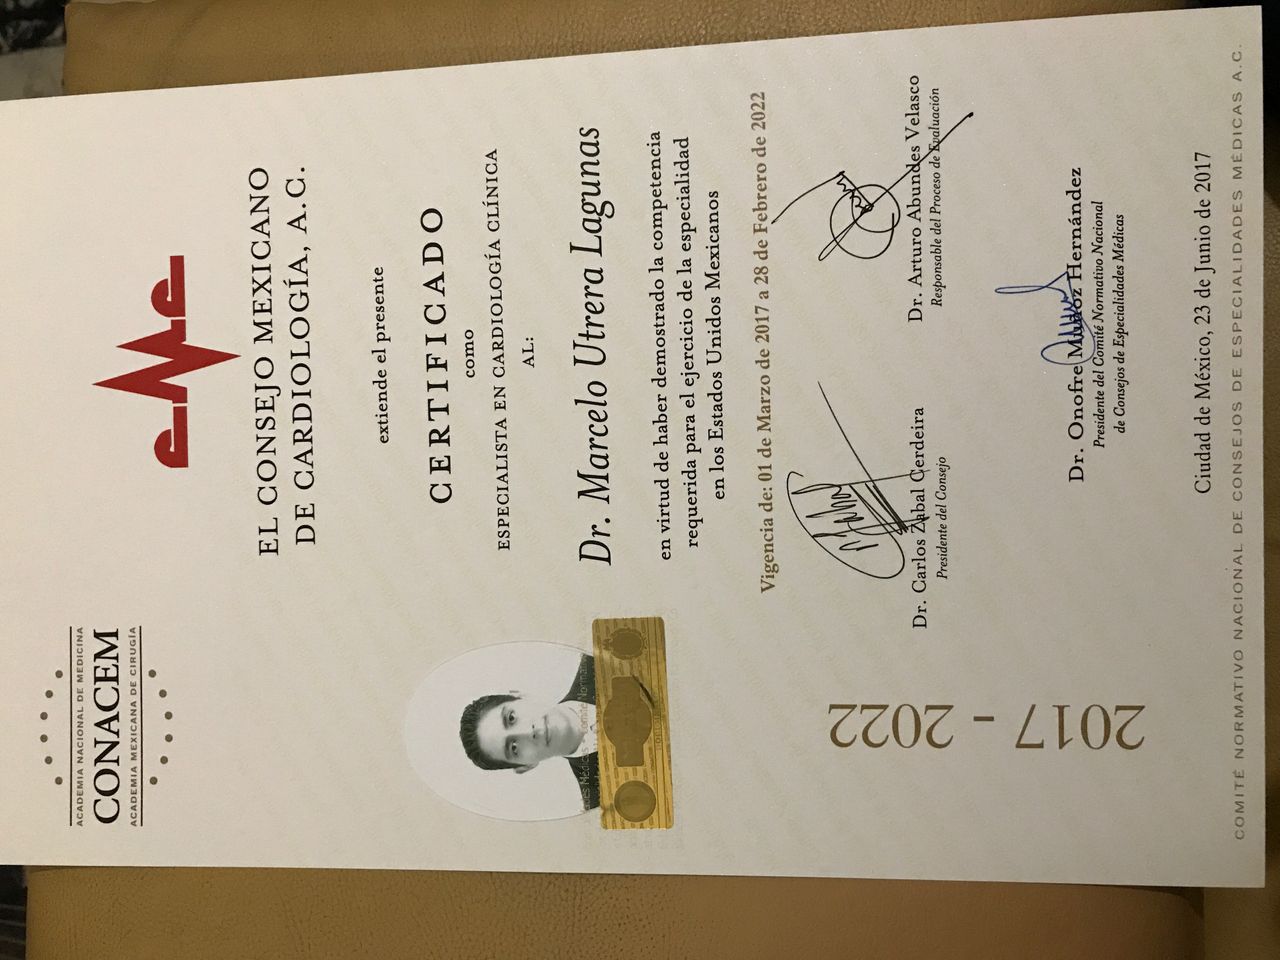 ACADEMIA NACIONAL DE MEDICINA
CONACEM
ACADEMIA MEXICANA DE CIRUGÍA
EL CONSEJO MEXICANO
DE CARDIOLOGÍA, A.C.
extiende el presente
CERTIFICADO
como
ESPECIALISTA EN CARDIOLOGÍA CLÍNICA
AL:
Dr. Marcelo Utrera Lagunas
en virtud de haber demostrado la competencia
requerida para el ejercicio de la especialidad
en los Estados Unidos Mexicanos
Vigencia de: 01 de Marzo de 2017 a 28 de Febrero de 2022
Dr. Carlos Zabal Cerdeira
Presidente del Consejo
Dr. Arturo Abundes Velasco
Responsable del Proceso de Evaluación
Dr. Onofre Muñoz Hernández
Presidente del Comité Normativo Nacional
de Consejos de Especialidades Médicas
2017 - 2022
Ciudad de México, 23 de Junio de 2017
COMITÉ NORMATIVO NACIONAL DE CONSEJOS DE ESPECIALIDADES MÉDICAS A.C.